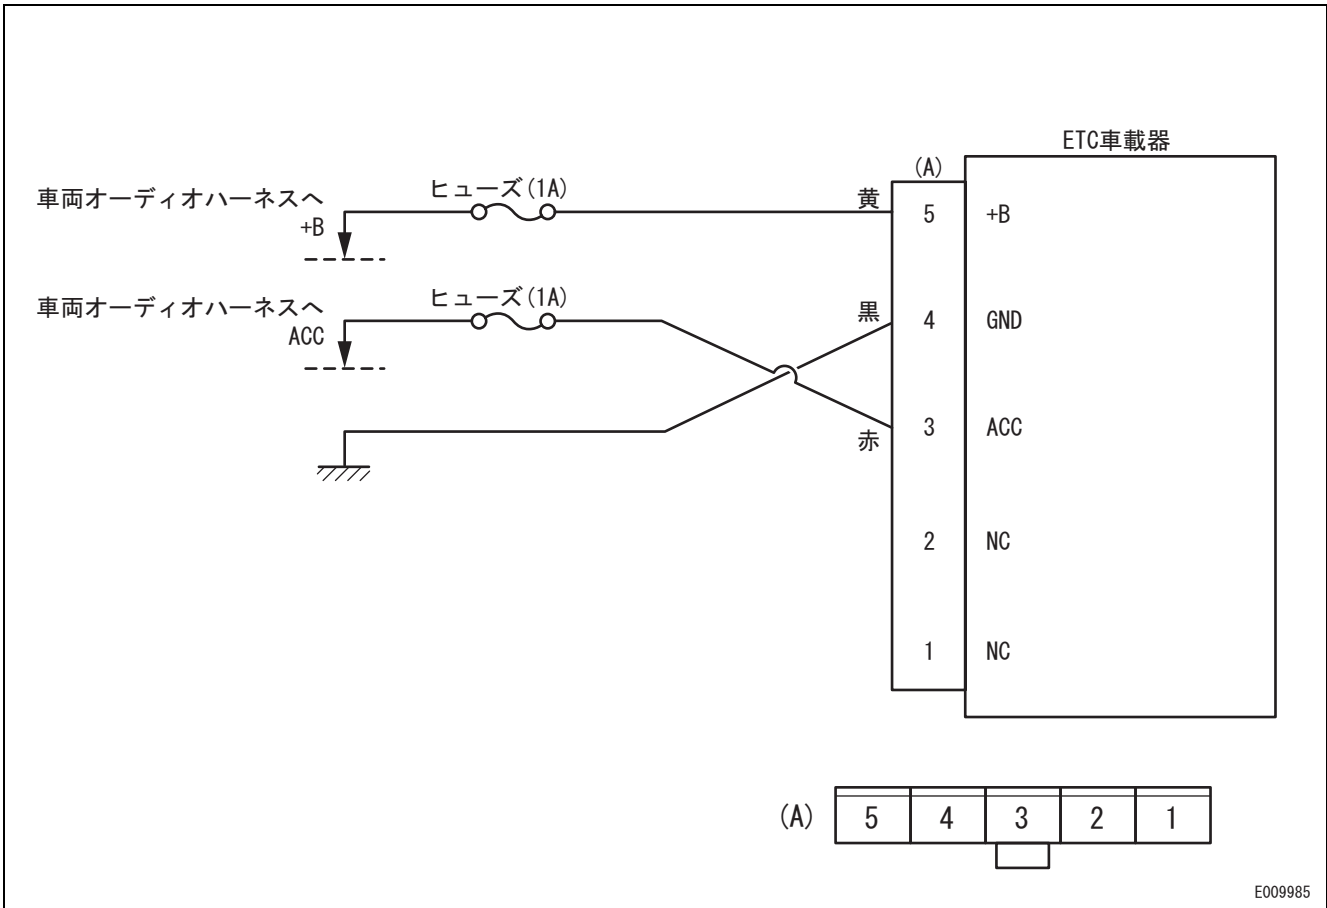 ETC車載器
(A)
車両オーディオハーネスへ
+B
ヒューズ(1A)
黄
5
+B
車両オーディオハーネスへ
ACC
ヒューズ(1A)
黒
4
GND
赤
3
ACC
2
NC
1
NC
(A)
5 4 3 2 1
E009985